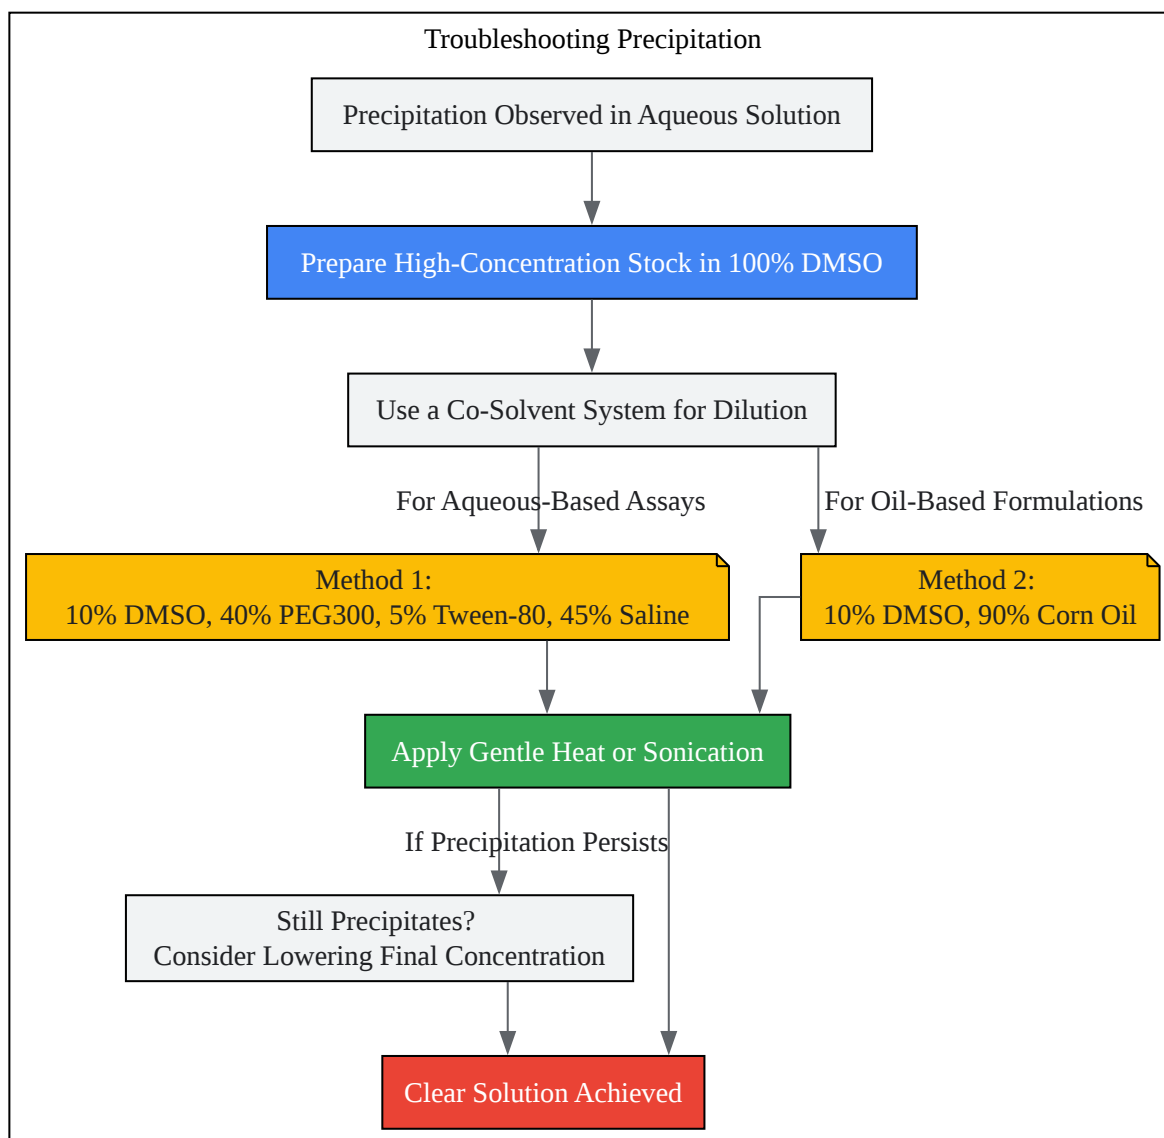 Troubleshooting Precipitation
Precipitation Observed in Aqueous Solution
Prepare High-Concentration Stock in 100% DMSO
Use a Co-Solvent System for Dilution
For Aqueous-Based Assays
For Oil-Based Formulations
Method 1:
10% DMSO, 40% PEG300, 5% Tween-80, 45% Saline
Method 2:
10% DMSO, 90% Corn Oil
Apply Gentle Heat or Sonication
If Precipitation Persists
Still Precipitates?
Consider Lowering Final Concentration
Clear Solution Achieved